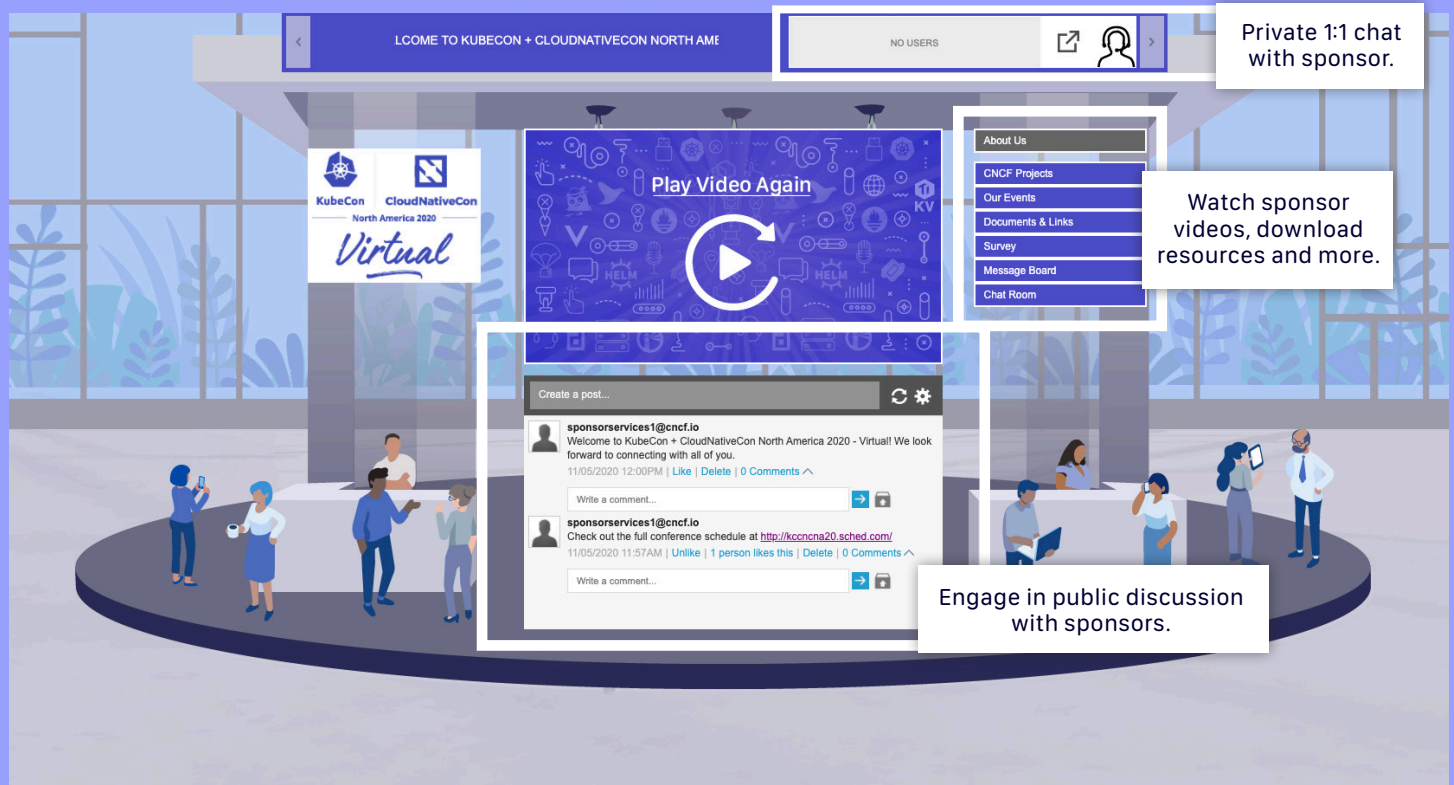 LCOME TO KUBECON + CLOUDNATIVECON NORTH AME
NO USERS
Private 1:1 chat
with sponsor.
KubeCon
CloudNativeCon
North America 2020
Virtual
Play Video Again
KV
HELM
HELM
About Us
CNCF Projects
Our Events
Documents & Links
Survey
Message Board
Chat Room
Watch sponsor
videos, download
resources and more.
Create a post...
sponsorservices1@cncf.io
Welcome to KubeCon + CloudNativeCon North America 2020 - Virtual! We look
forward to connecting with all of you.
11/05/2020 12:00PM | Like | Delete | 0 Comments
Write a comment...
sponsorservices1@cncf.io
Check out the full conference schedule at http://kccncna20.sched.com/
11/05/2020 11:57AM | Unlike | 1 person likes this | Delete | 0 Comments
Write a comment...
Engage in public discussion
with sponsors.